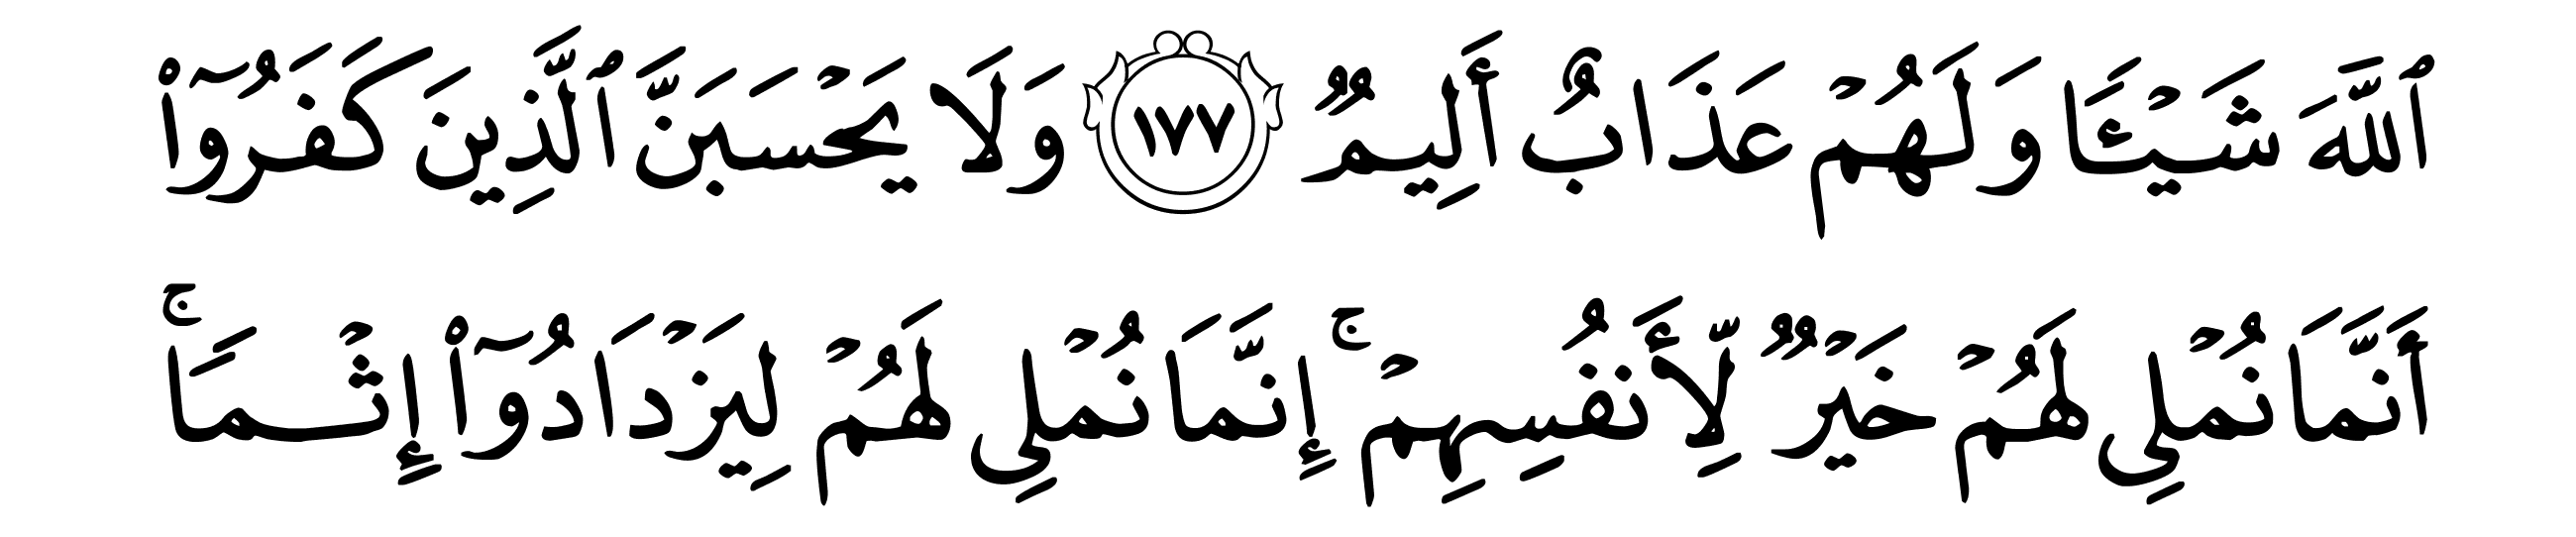 ٱللَّهَ شَيْـًٔا وَلَهُمْ عَذَابٌ أَلِيمٌ ١٧٧ وَلَا يَحْسَبَنَّ ٱلَّذِينَ كَفَرُوٓا۟
أَنَّمَا نُمْلِى لَهُمْ خَيْرٌ لِّأَنفُسِهِمْ ۚ إِنَّمَا نُمْلِى لَهُمْ لِيَزْدَادُوٓا۟ إِثْمًا ۚ